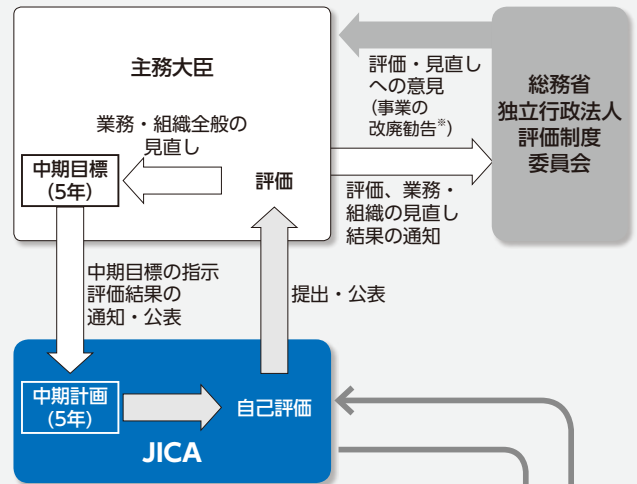 主務大臣
業務・組織全般の
見直し
中期目標
(5年)
評価
評価・見直し
への意見
(事業の
改廃勧告※)
総務省
独立行政法人
評価制度
委員会
評価、業務・
組織の見直し
結果の通知
中期目標の指示
評価結果の
通知・公表
提出・公表
中期計画
(5年)
自己評価
JICA